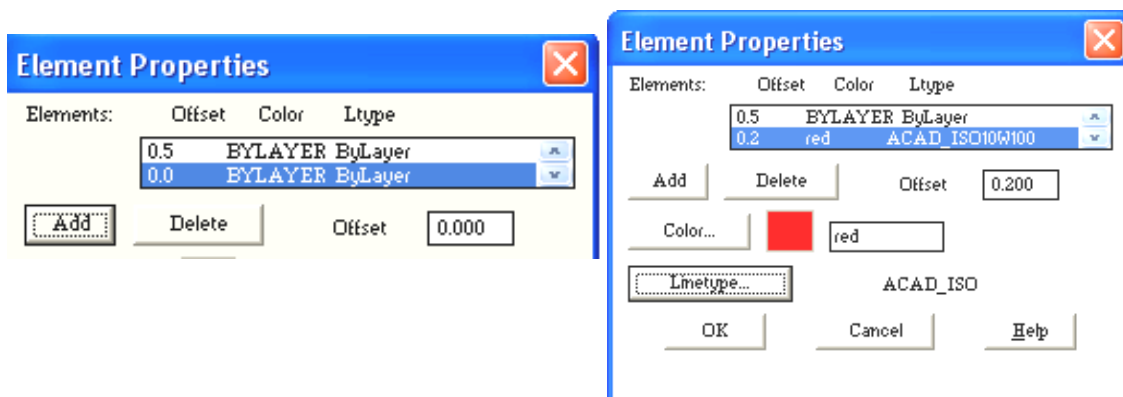 Element Properties
Elements: Offset Color Ltype
0.5 BYLAYER ByLayer
0.0 BYLAYER ByLayer
Add Delete Offset 0.000
Element Properties
Elements: Offset Color Ltype
0.5 BYLAYER ByLayer
0.2 red ACAD_ISO10W100
Add Delete Offset 0.200
Color... red
Linetype... ACAD_ISO
OK Cancel Help